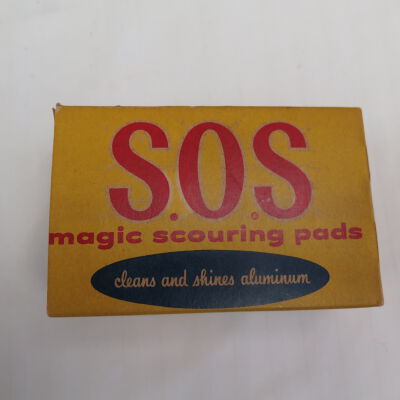 S.O.S
magic scouring pads
cleans and shines aluminum